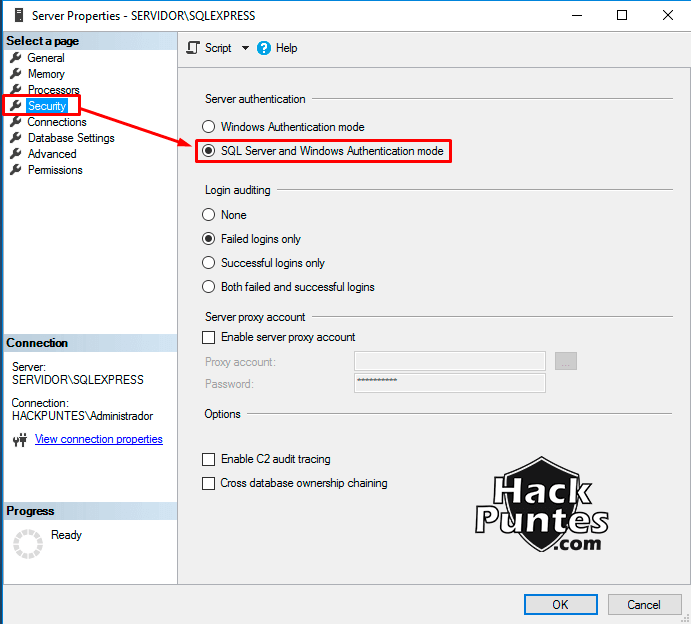 Server Properties - SERVIDOR\SQLEXPRESS
Select a page
General
Memory
Processors
Security
Connections
Database Settings
Advanced
Permissions
Connection
Server:
SERVIDOR\SQLEXPRESS
Connection:
HACKPUNTES\Administrador
View connection properties
Progress
Ready
Script
Help
Server authentication
Windows Authentication mode
SQL Server and Windows Authentication mode
Login auditing
None
Failed logins only
Successful logins only
Both failed and successful logins
Server proxy account
Enable server proxy account
Proxy account:
...
Password:
**********
Options
Enable C2 audit tracing
Cross database ownership chaining
Hack
Puntes
.com
OK
Cancel